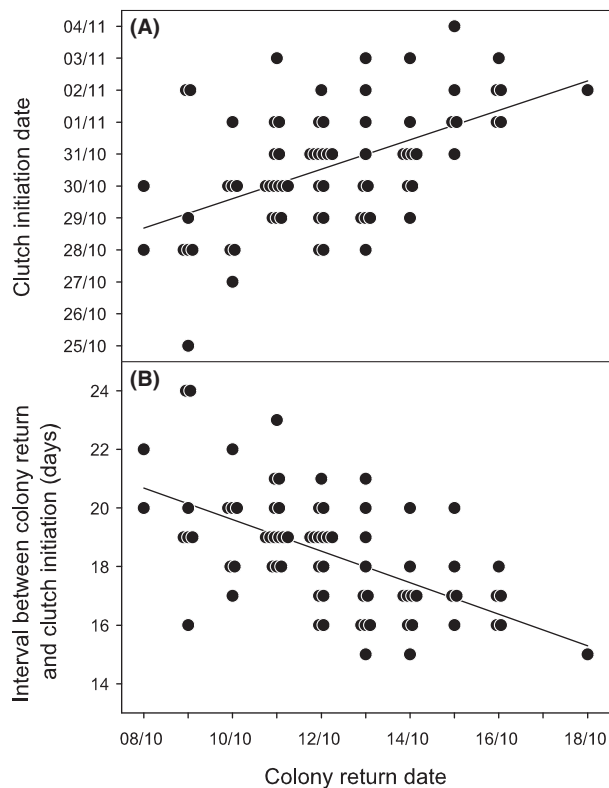 (A)
Clutch initiation date
04/11
03/11
02/11
01/11
31/10
30/10
29/10
28/10
27/10
26/10
25/10
(B)
Interval between colony return
and clutch initiation (days)
24
22
20
18
16
14
08/10 10/10 12/10 14/10 16/10 18/10
Colony return date